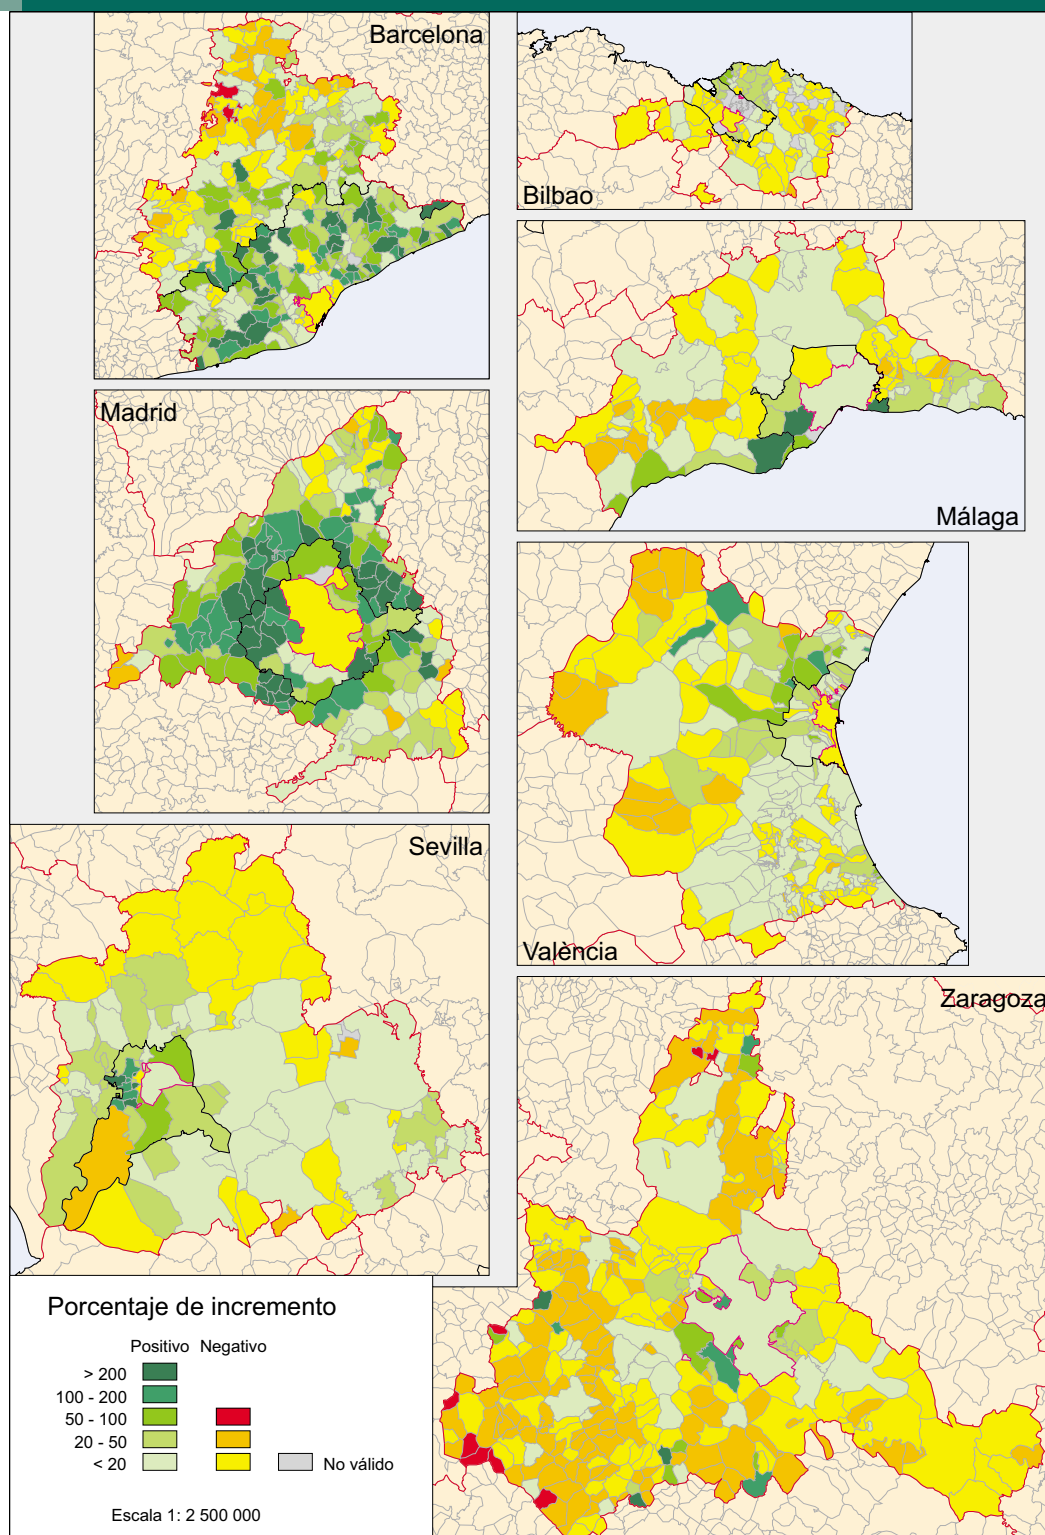 Barcelona
Bilbao
Málaga
Madrid
València
Sevilla
Zaragoza
Porcentaje de incremento
Positivo Negativo
> 200
100 - 200
50 - 100
20 - 50
< 20 No válido
Escala 1: 2 500 000